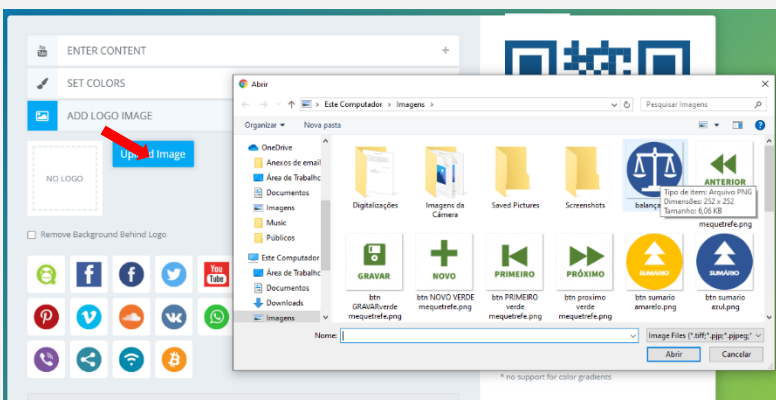 You
Tube
ENTER CONTENT
+
SET COLORS
ADD LOGO IMAGE
Upload Image
NO LOGO
Remove Background Behind Logo
You
Tube
* no support for color gradients
Abrir
Este Computador > Imagens >
Pesquisar Imagens
Organizar
Nova pasta
OneDrive
Anexos de email
Área de Trabalho
Documentos
Imagens
Music
Públicos
Este Computador
Área de Trabalho
Documentos
Downloads
Imagens
Digitalizações
Imagens da
Câmera
Saved Pictures
Screenshots
balança
ANTERIOR
Tipo de item: Arquivo PNG
Dimensões: 252 x 252
Tamanho: 6,06 KB
mequetrefe.png
GRAVAR
NOVO
PRIMEIRO
PRÓXIMO
SUMÁRIO
SUMÁRIO
btn
GRAVARverde
mequetrefe.png
btn NOVO VERDE
mequetrefe.png
btn PRIMEIRO
verde
mequetrefe.png
btn proximo
verde
mequetrefe.png
btn sumario
amarelo.png
btn sumario
azul.png
Nome:
Image Files (*.tiff;*.pjp;*.pjpeg;*
Abrir
Cancelar